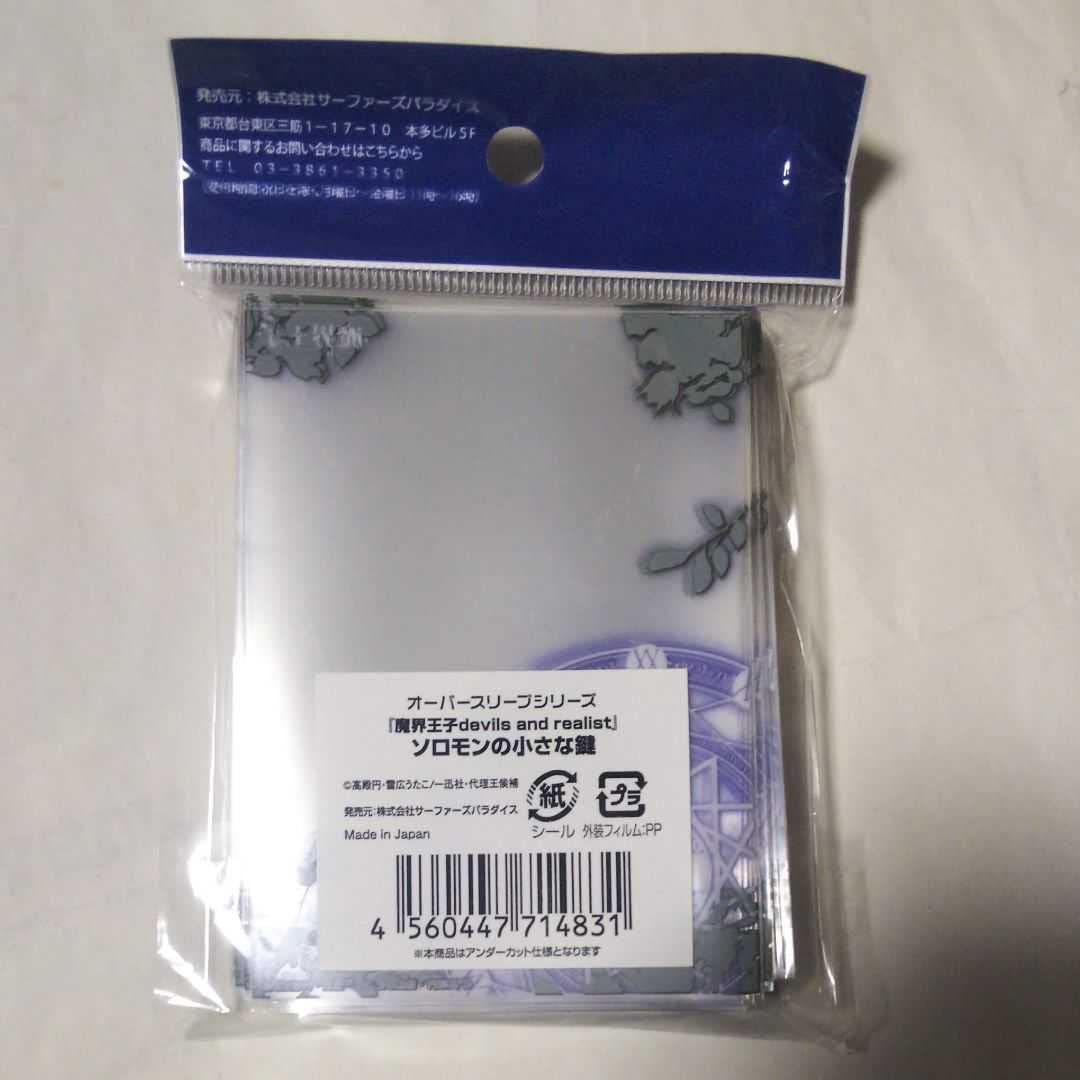 発売元：株式会社サーファーズパラダイス
東京都台東区三筋1－17－10　本多ビル5F
商品に関するお問い合わせはこちらから
TEL 03－3861－3350
オーバースリーブシリーズ
『魔界王子devils and realist』
ソロモンの小さな鍵
©高殿円・雪広うたこ/一迅社・代理王候補
発売元:株式会社サーファーズパラダイス
Made in Japan
紙
シール
プラ
外装フィルム:PP
4 560447 714831
※本商品はアンダーカット仕様となります